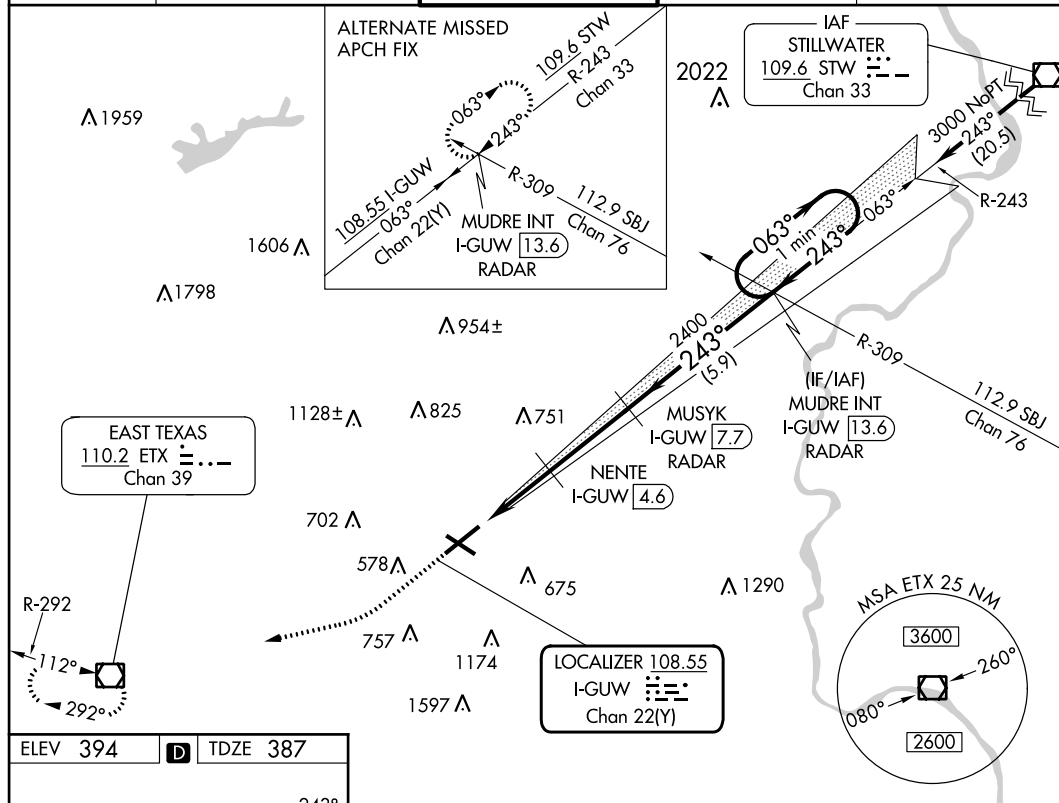 ALTERNATE MISSED
APCH FIX
109.6 STW
R-243
Chan 33
063°
243°
108.55 I-GUW
063°
Chan 22(Y)
R-309
112.9 SBJ
Chan 76
MUDRE INT
I-GUW 13.6
RADAR
2022
IAF
STILLWATER
109.6 STW
Chan 33
3000 NoPT
243°
(20.5)
R-243
1959
1606
1798
954±
063°
1 min
243°
063°
2400
243°
(5.9)
R-309
112.9 SBJ
Chan 76
(IF/IAF)
MUDRE INT
I-GUW 13.6
RADAR
1128±
825
751
MUSYK
I-GUW 7.7
RADAR
NENTE
I-GUW 4.6
EAST TEXAS
110.2 ETX
Chan 39
702
578
675
1290
757
1174
1597
R-292
112°
292°
LOCALIZER 108.55
I-GUW
Chan 22(Y)
MSA ETX 25 NM
3600
260°
080°
2600
ELEV 394
D
TDZE 387